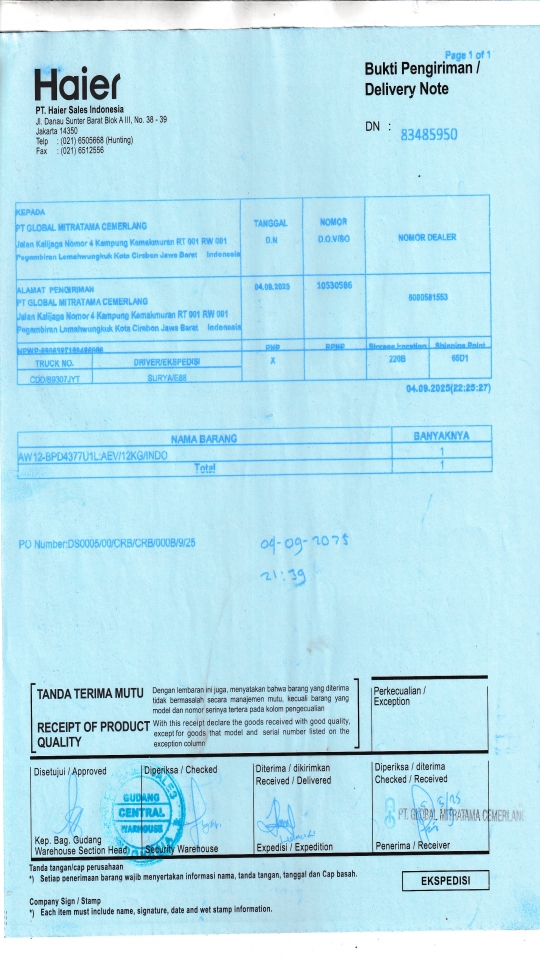 Page 1 of 1
Haier
Bukti Pengiriman /
Delivery Note
PT. Haier Sales Indonesia
Jl. Danau Sunter Barat Blok A III, No. 38 - 39
Jakarta 14350
Telp : (021) 6505668 (Hunting)
Fax : (021) 6512556
DN : 83485950
KEPADA
PT GLOBAL MITRATAMA CEMERLANG
Jalan Kalijaga Nomor 4 Kampung Kemakmuran RT 001 RW 001
Pegambiran Lemahwungkuk Kota Cirebon Jawa Barat Indonesia
TANGGAL
D.N
NOMOR
D.O.V/SO
NOMOR DEALER
ALAMAT PENGIRIMAN
PT GLOBAL MITRATAMA CEMERLANG
Jalan Kalijaga Nomor 4 Kampung Kemakmuran RT 001 RW 001
Pegambiran Lemahwungkuk Kota Cirebon Jawa Barat Indonesia
04.09.2025
10530586
8000581553
Storage Location Shipping Point
TRUCK NO. DRIVER/EKSPEDISI X 220B 65D1
SURYA/E68
04.09.2025(22:25:27)
NAMA BARANG BANYAKNYA
AW12-BPD4377U1L:AEV/12KG/INDO 1
Total 1
PO Number:DS0005/00/CRB/CRB/000B/9/25
04-09-2075
21:39
TANDA TERIMA MUTU
Dengan lembaran ini juga, menyatakan bahwa barang yang diterima
tidak bermasalah secara manajemen mutu, kecuali barang yang
model dan nomor serinya tertera pada kolom pengecualian
RECEIPT OF PRODUCT
QUALITY
With this receipt declare the goods received with good quality,
except for goods that model and serial number listed on the
exception column
Perkecualian /
Exception
Disetujui / Approved
Diperiksa / Checked
Diterima / dikirimkan
Received / Delivered
Diperiksa / diterima
Checked / Received
GUDANG
CENTRAL
WAREHOUSE
PT. GLOBAL MITRATAMA CEMERLANG
Kep. Bag. Gudang
Warehouse Section Head)
Security Warehouse
Expedisi / Expedition
Penerima / Receiver
Tanda tangan/cap perusahaan
*) Setiap penerimaan barang wajib menyertakan informasi nama, tanda tangan, tanggal dan Cap basah.
EKSPEDISI
Company Sign / Stamp
*) Each item must include name, signature, date and wet stamp information.